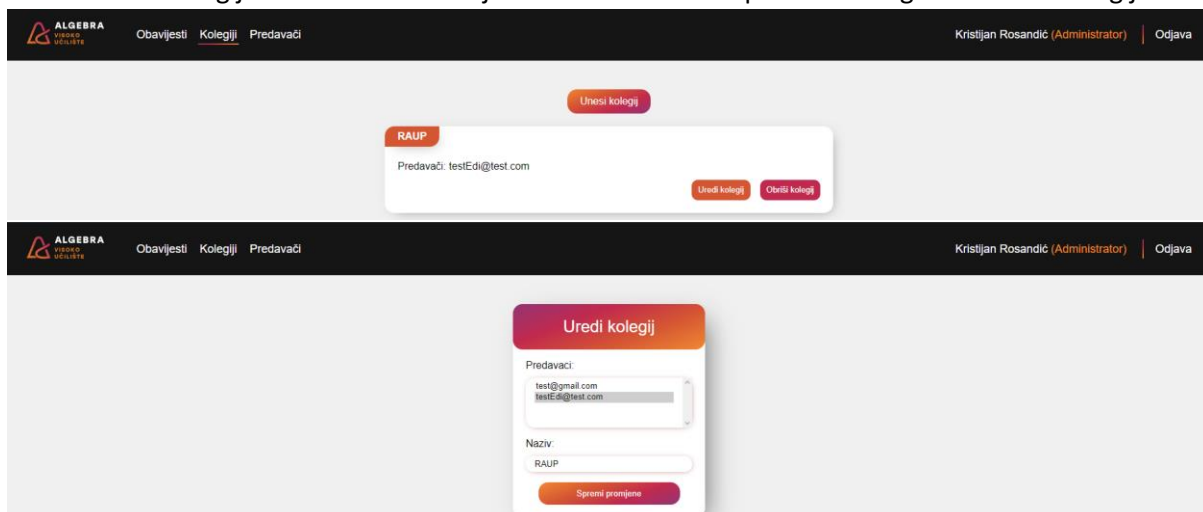 ALGEBRA
VISOKO
UČILIŠTE
Obavijesti Kolegiji Predavači
Kristijan Rosandić (Administrator) Odjava
Unesi kolegij
RAUP
Predavači: testEdi@test.com
Uredi kolegij Obriši kolegij
ALGEBRA
VISOKO
UČILIŠTE
Obavijesti Kolegiji Predavači
Kristijan Rosandić (Administrator) Odjava
Uredi kolegij
Predavaci:
test@gmail.com
testEdi@test.com
Naziv:
RAUP
Spremi promjene